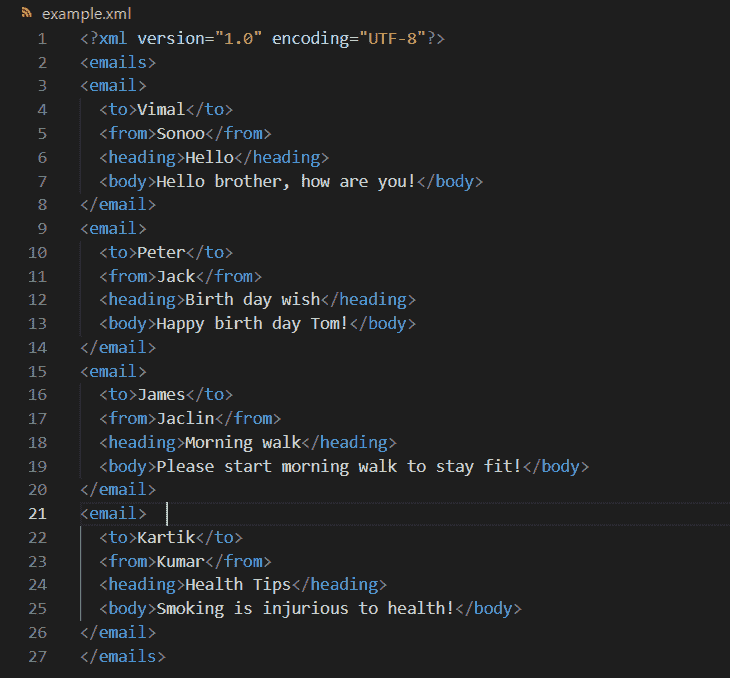 example.xml
1 <?xml version="1.0" encoding="UTF-8"?>
2 <emails>
3 <email>
4   <to>Vimal</to>
5   <from>Sonoo</from>
6   <heading>Hello</heading>
7   <body>Hello brother, how are you!</body>
8 </email>
9 <email>
10   <to>Peter</to>
11   <from>Jack</from>
12   <heading>Birth day wish</heading>
13   <body>Happy birth day Tom!</body>
14 </email>
15 <email>
16   <to>James</to>
17   <from>Jaclin</from>
18   <heading>Morning walk</heading>
19   <body>Please start morning walk to stay fit!</body>
20 </email>
21 <email>
22   <to>Kartik</to>
23   <from>Kumar</from>
24   <heading>Health Tips</heading>
25   <body>Smoking is injurious to health!</body>
26 </email>
27 </emails>